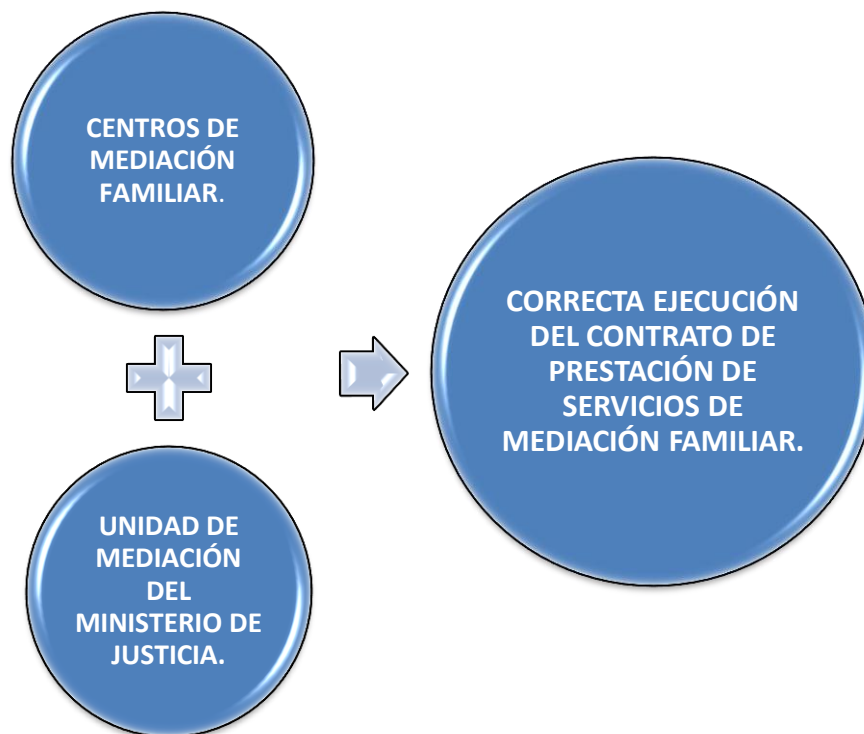 CENTROS DE
MEDIACIÓN
FAMILIAR.
UNIDAD DE
MEDIACIÓN
DEL
MINISTERIO DE
JUSTICIA.
CORRECTA EJECUCIÓN
DEL CONTRATO DE
PRESTACIÓN DE
SERVICIOS DE
MEDIACIÓN FAMILIAR.